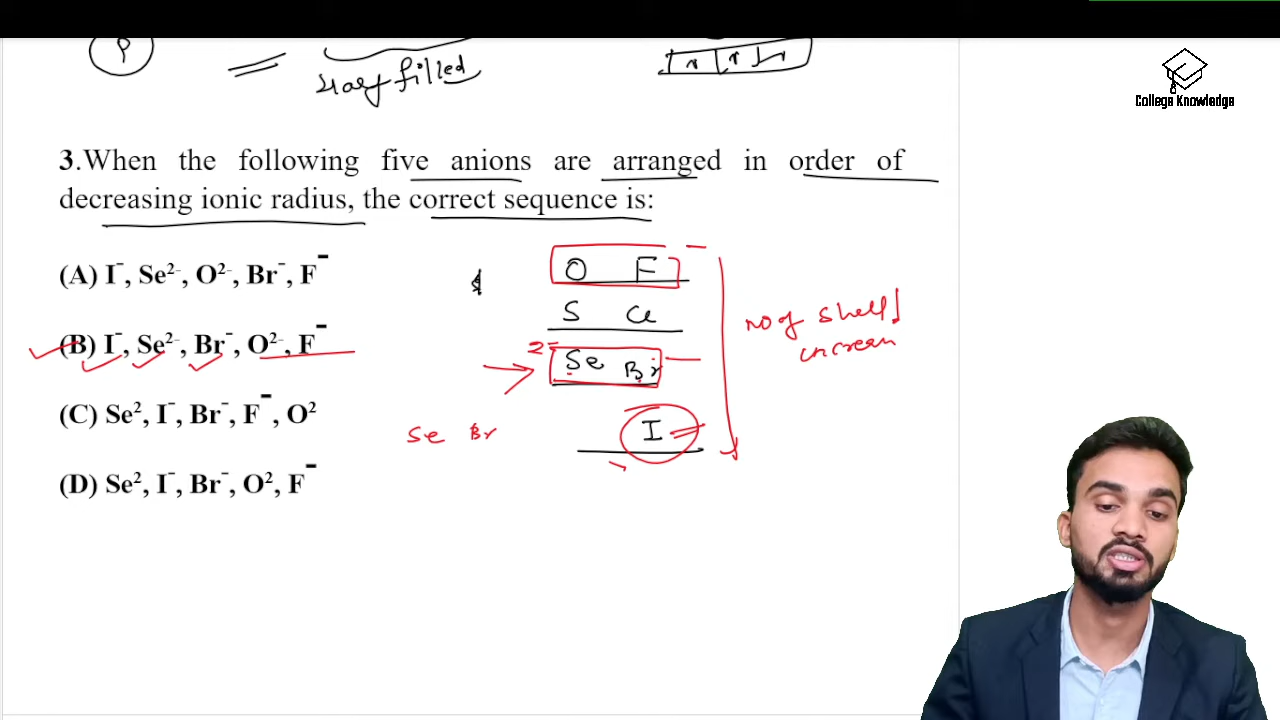 P
filled
College Knowledge
3.When the following five anions are arranged in order of
decreasing ionic radius, the correct sequence is:
(A) I⁻, Se²⁻, O²⁻, Br⁻, F⁻
(B) I⁻, Se²⁻, Br⁻, O²⁻, F⁻
(C) Se², I⁻, Br⁻, F⁻, O²
(D) Se², I⁻, Br⁻, O², F⁻
O F
S Cl
2-
Se Br
I
Se Br
no of shell